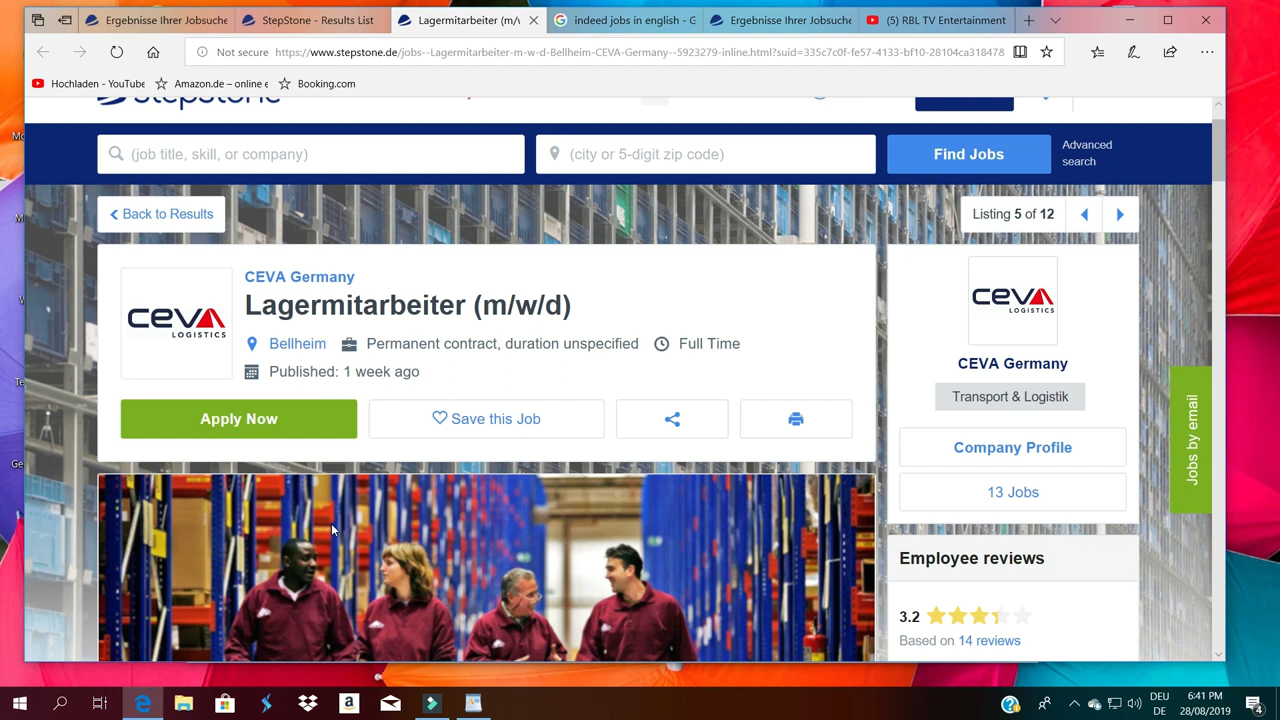 Ergebnisse Ihrer Jobsuche
StepStone - Results List
Lagermitarbeiter (m/w
indeed jobs in english - G
Ergebnisse Ihrer Jobsuche
(5) RBL TV Entertainment
Not secure
https://www.stepstone.de/jobs--Lagermitarbeiter-m-w-d-Bellheim-CEVA-Germany--5923279-inline.html?suid=335c7c0f-fe57-4133-bf10-28104ca318478
Hochladen - YouTube
Amazon.de – online e
Booking.com
stepstone
(job title, skill, or company)
(city or 5-digit zip code)
Find Jobs
Advanced
search
Back to Results
Listing 5 of 12
CEVA
LOGISTICS
CEVA Germany
Lagermitarbeiter (m/w/d)
Bellheim
Permanent contract, duration unspecified
Full Time
Published: 1 week ago
Apply Now
Save this Job
CEVA
LOGISTICS
CEVA Germany
Transport & Logistik
Company Profile
13 Jobs
Jobs by email
Employee reviews
3.2
Based on 14 reviews
DEU
DE
6:41 PM
28/08/2019
4